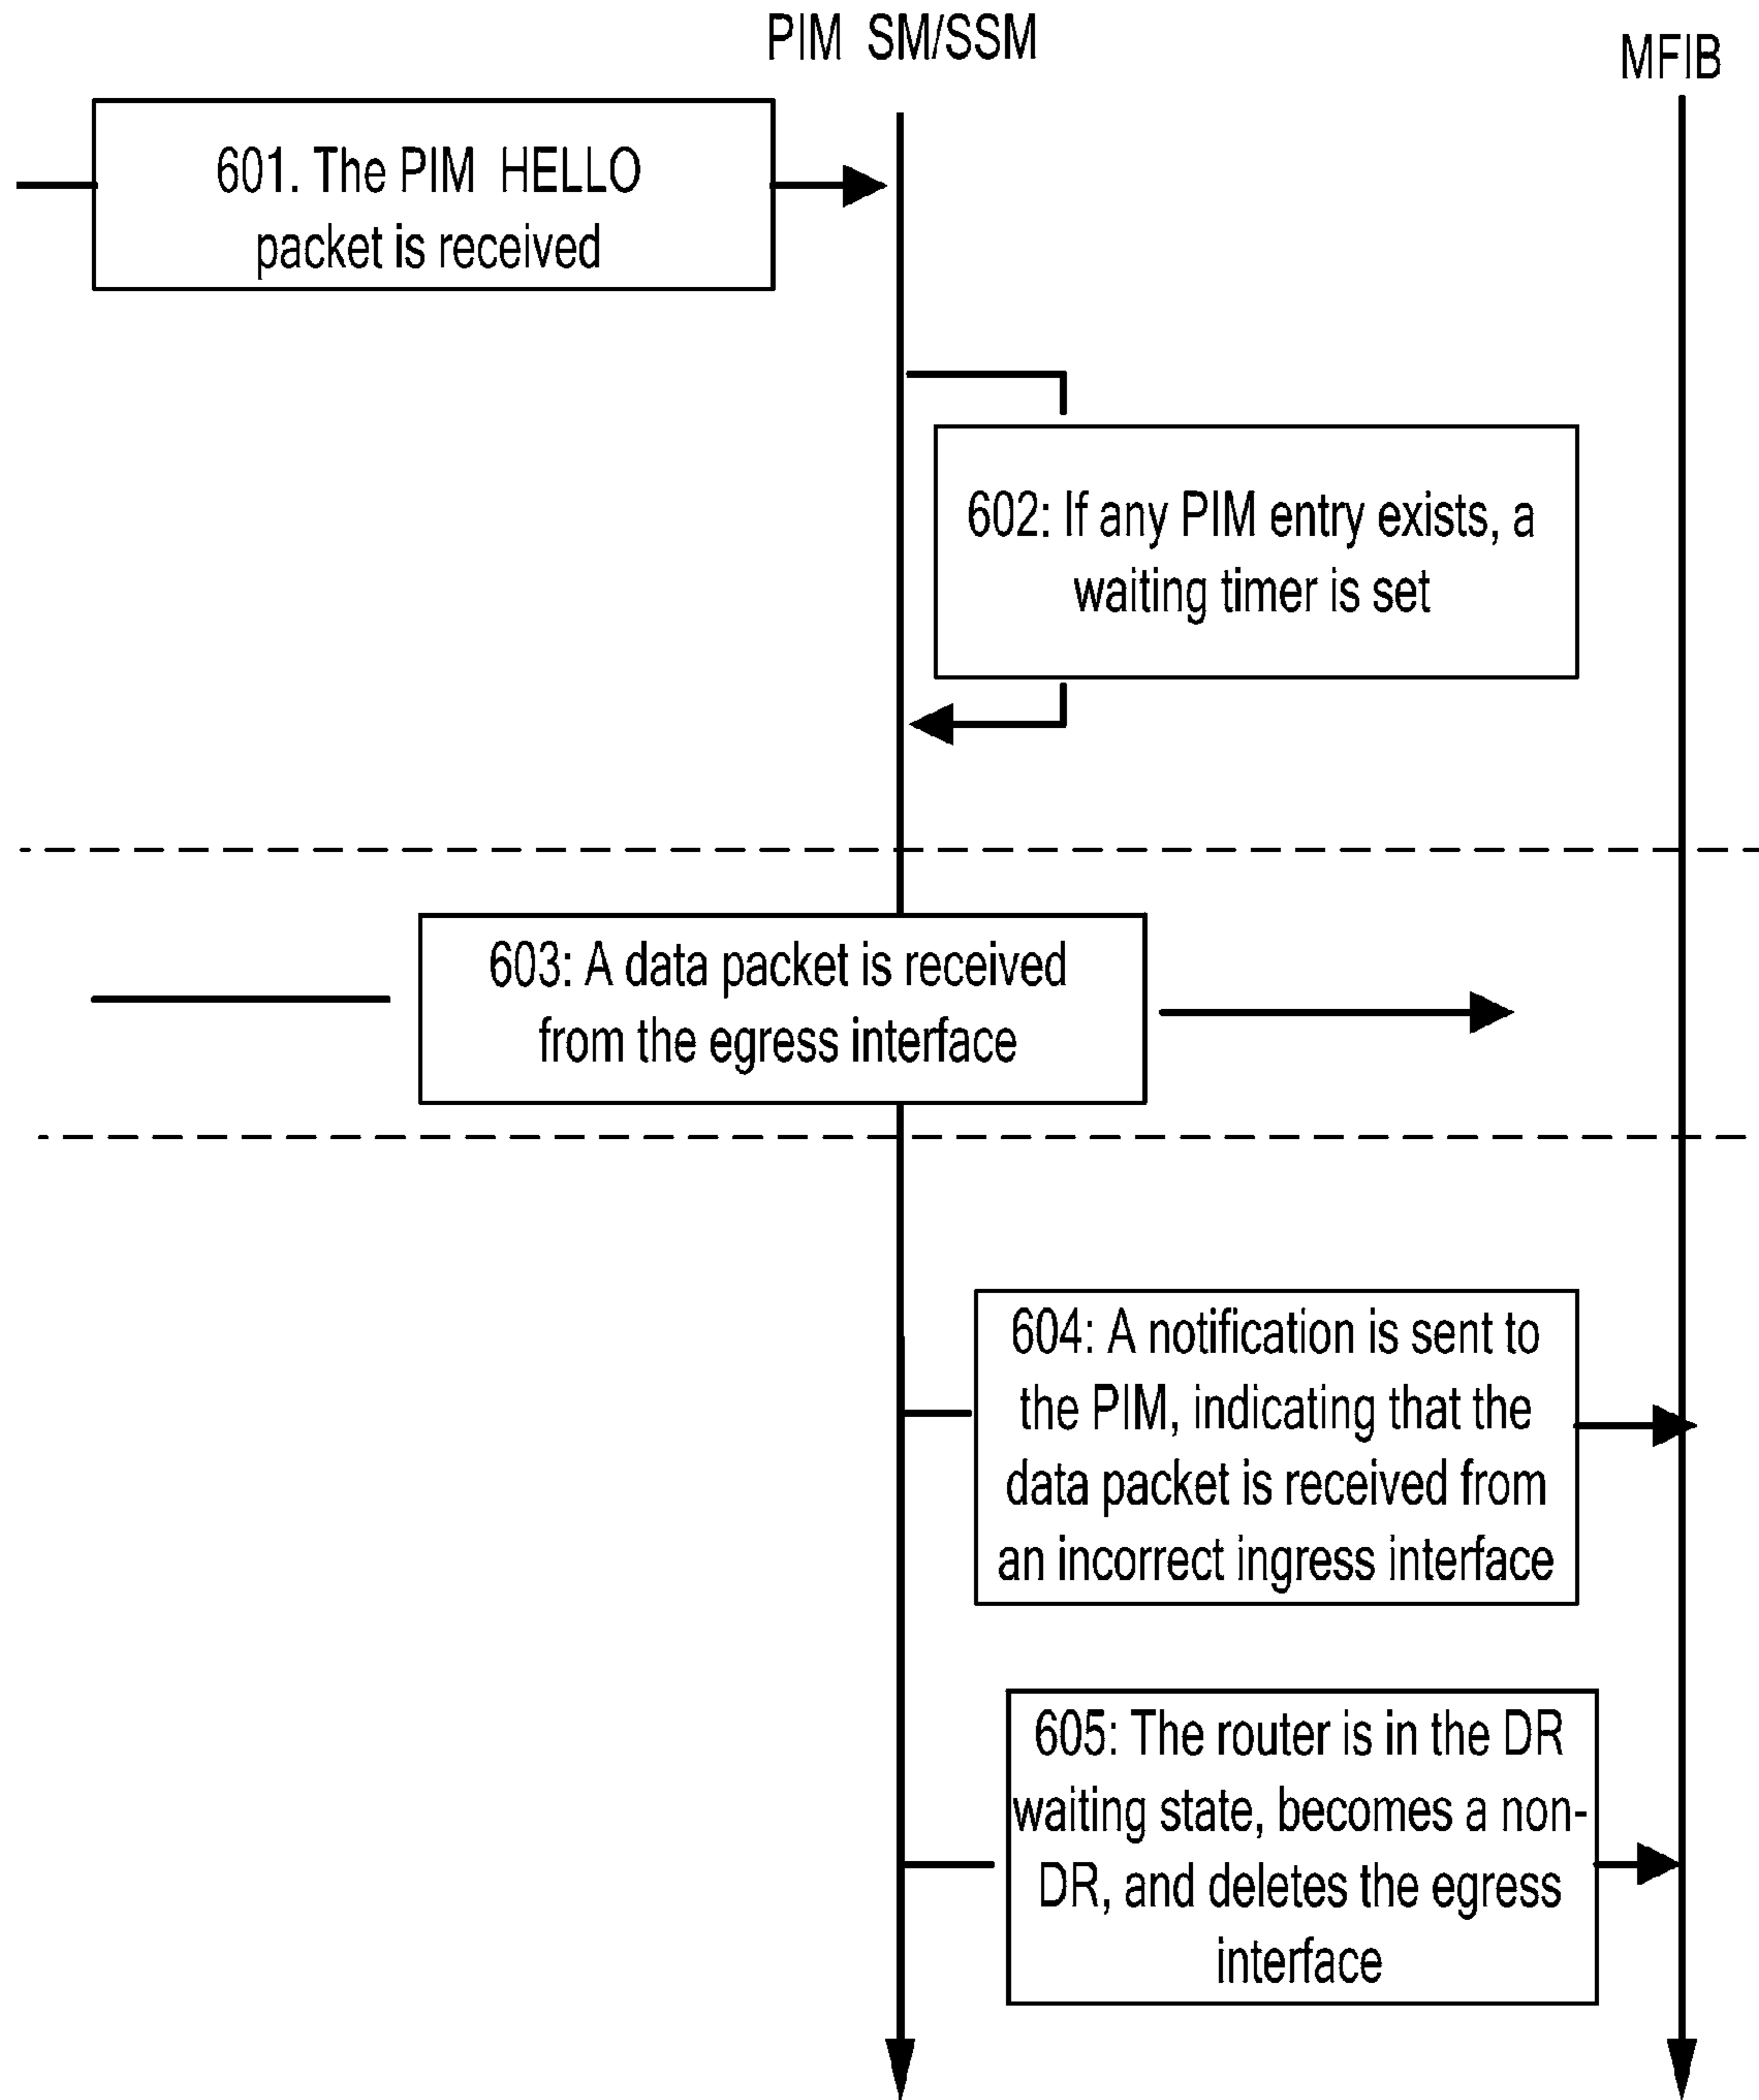 PIM SM/SSM
MFIB
601. The PIM HELLO
packet is received
602: If any PIM entry exists, a
waiting timer is set
603: A data packet is received
from the egress interface
604: A notification is sent to
the PIM, indicating that the
data packet is received from
an incorrect ingress interface
605: The router is in the DR
waiting state, becomes a non-
DR, and deletes the egress
interface